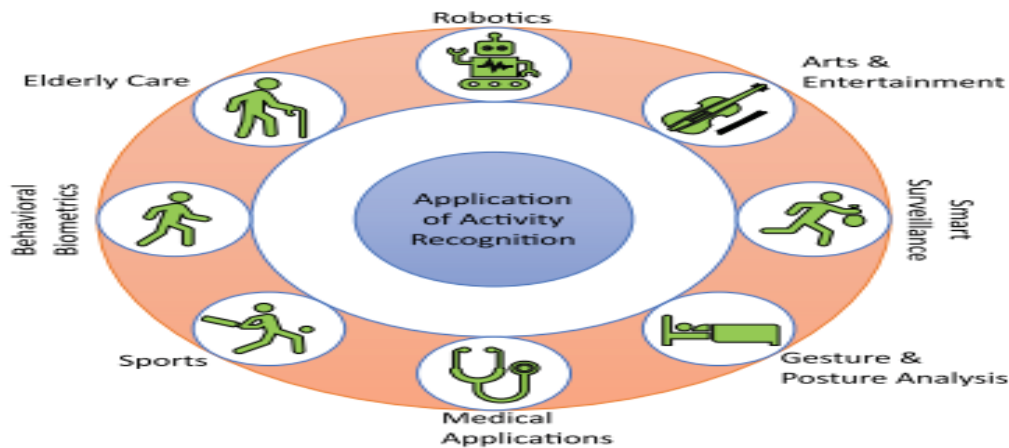 Robotics
Elderly Care
Arts &
Entertainment
Behavioral
Biometrics
Application
of Activity
Recognition
Smart
Surveillance
Sports
Gesture &
Posture Analysis
Medical
Applications